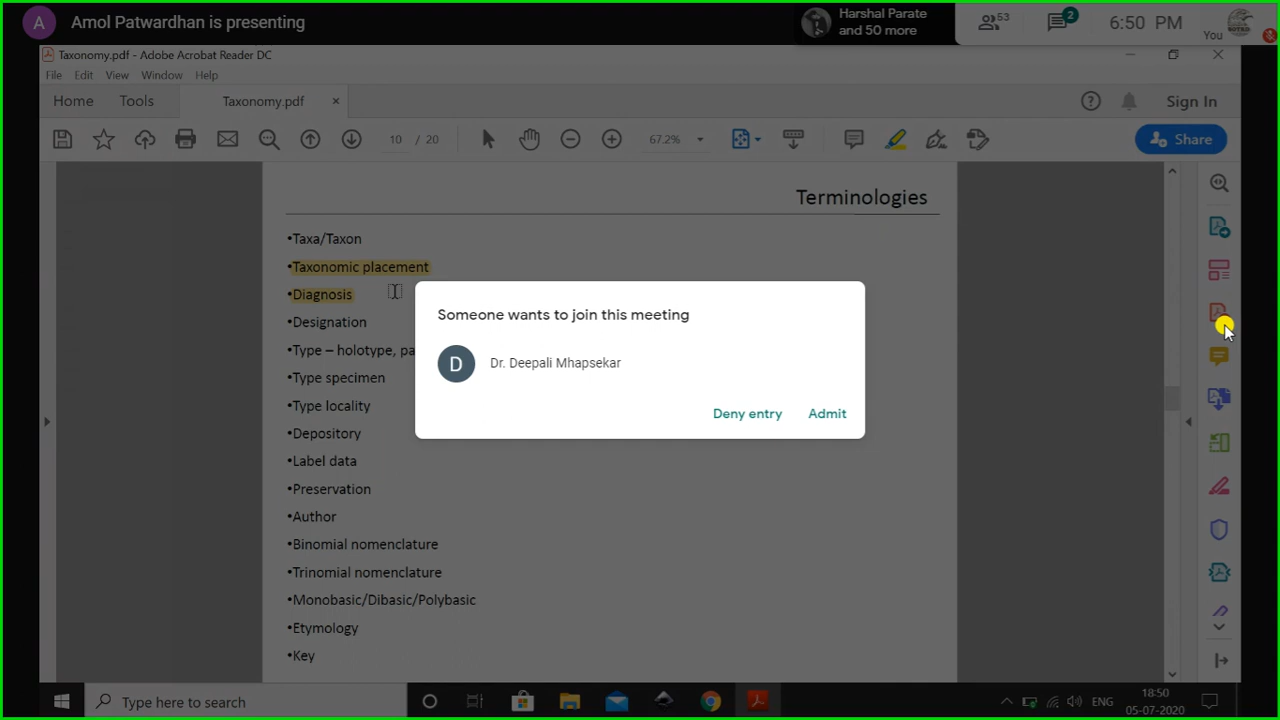 A Amol Patwardhan is presenting
Harshal Parate
and 50 more
53
2
6:50 PM
You
Taxonomy.pdf - Adobe Acrobat Reader DC
File Edit View Window Help
Home Tools Taxonomy.pdf × Sign In
10 / 20 67.2% Share
Terminologies
•Taxa/Taxon
•Taxonomic placement
•Diagnosis
•Designation
•Type – holotype, pa
•Type specimen
•Type locality
•Depository
•Label data
•Preservation
•Author
•Binomial nomenclature
•Trinomial nomenclature
•Monobasic/Dibasic/Polybasic
•Etymology
•Key
Someone wants to join this meeting
D Dr. Deepali Mhapsekar
Deny entry Admit
Type here to search
ENG
18:50
05-07-2020